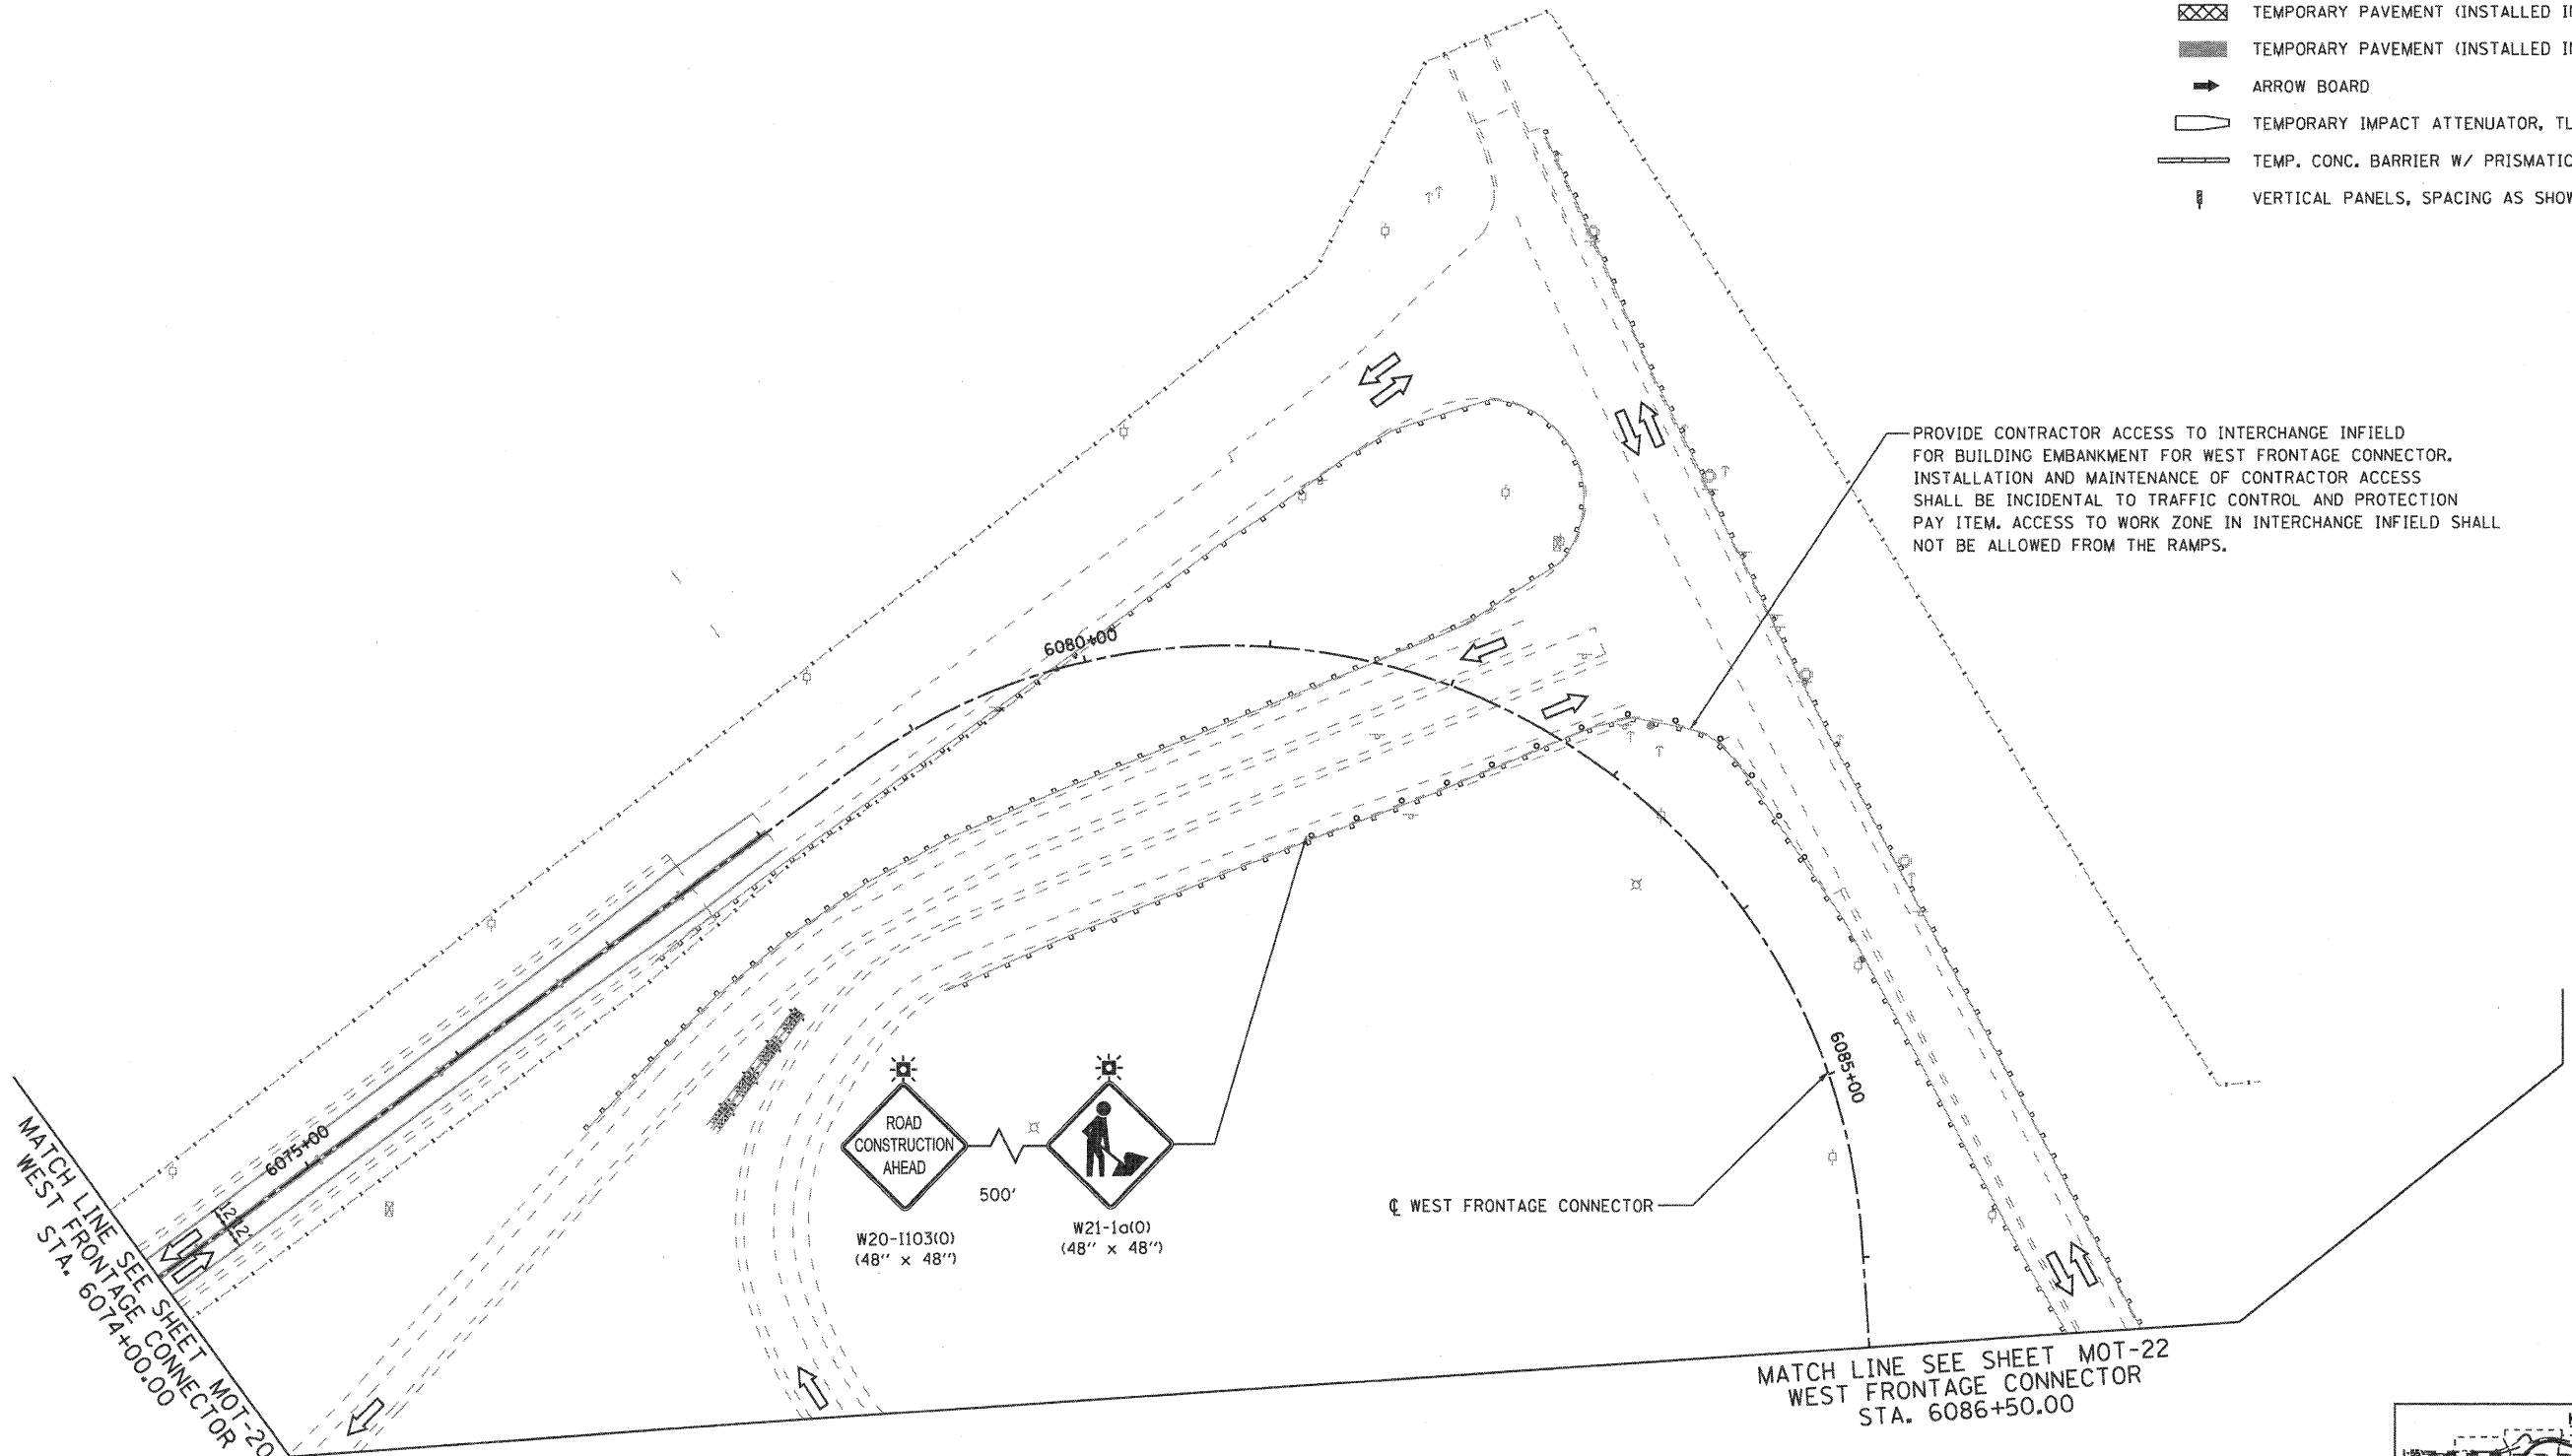 TEMPORARY PAVEMENT (INSTALLED
TEMPORARY PAVEMENT (INSTALLED
ARROW BOARD
TEMPORARY IMPACT ATTENUATOR,
TEMP. CONC. BARRIER W/ PRISMATIC
VERTICAL PANELS, SPACING AS
PROVIDE CONTRACTOR ACCESS TO INTERCHANGE INFIELD
FOR BUILDING EMBANKMENT FOR WEST FRONTAGE CONNECTOR.
INSTALLATION AND MAINTENANCE OF CONTRACTOR ACCESS
SHALL BE INCIDENTAL TO TRAFFIC CONTROL AND PROTECTION
PAY ITEM. ACCESS TO WORK ZONE IN INTERCHANGE INFIELD SHALL
NOT BE ALLOWED FROM THE RAMPS.
6080+00
6075+00
12' 12'
6085+00
ROAD
CONSTRUCTION
AHEAD
500'
W20-I103(O)
(48" x 48")
W21-1a(O)
(48" x 48")
℄ WEST FRONTAGE CONNECTOR
MATCH LINE SEE SHEET MOT-20
WEST FRONTAGE CONNECTOR
STA. 6074+00.00
MATCH LINE SEE SHEET MOT-22
WEST FRONTAGE CONNECTOR
STA. 6086+50.00